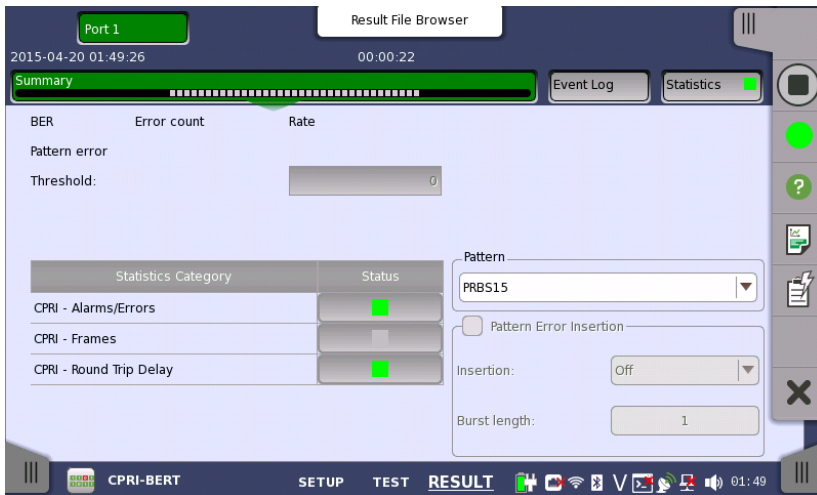 Port 1
Result File Browser
2015-04-20 01:49:26
00:00:22
Summary
Event Log
Statistics
BER Error count Rate
Pattern error
Threshold: 0
Statistics Category Status
CPRI - Alarms/Errors
CPRI - Frames
CPRI - Round Trip Delay
Pattern
PRBS15
Pattern Error Insertion
Insertion: Off
Burst length: 1
CPRI-BERT SETUP TEST RESULT 01:49